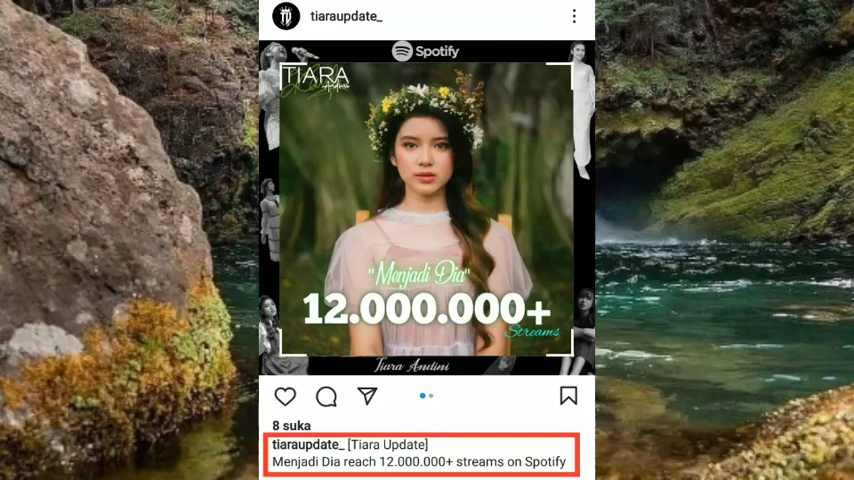 tiaraupdate_
Spotify
TIARA
Andini
"Menjadi Dia"
12.000.000+
Streams
Tiara Andini
8 suka
tiaraupdate_ [Tiara Update]
Menjadi Dia reach 12.000.000+ streams on Spotify